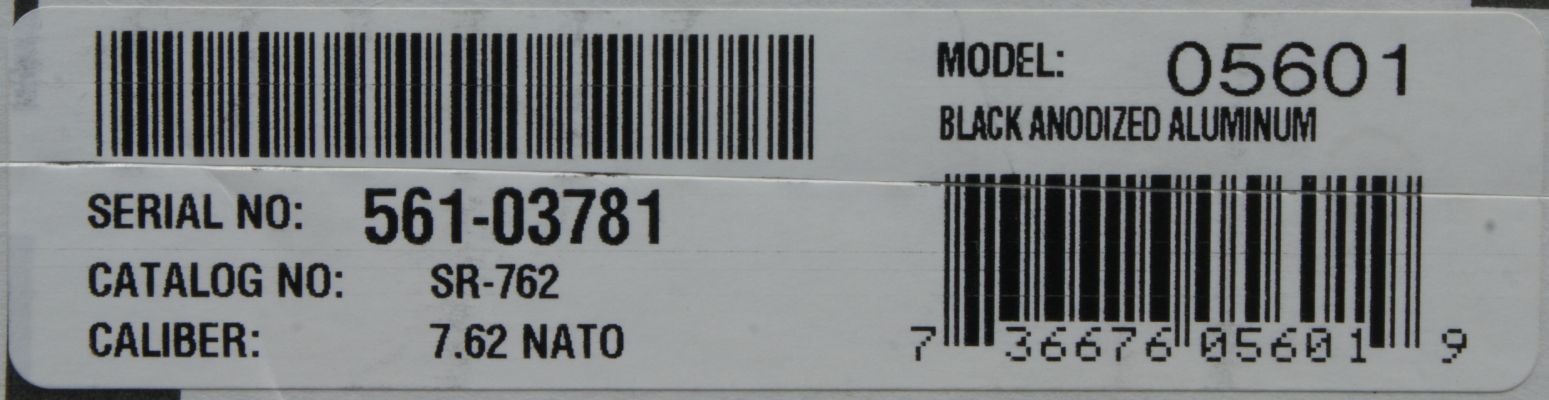 MODEL: 05601
BLACK ANODIZED ALUMINUM
SERIAL NO: 561-03781
CATALOG NO: SR-762
CALIBER: 7.62 NATO
7 36676 05601 9